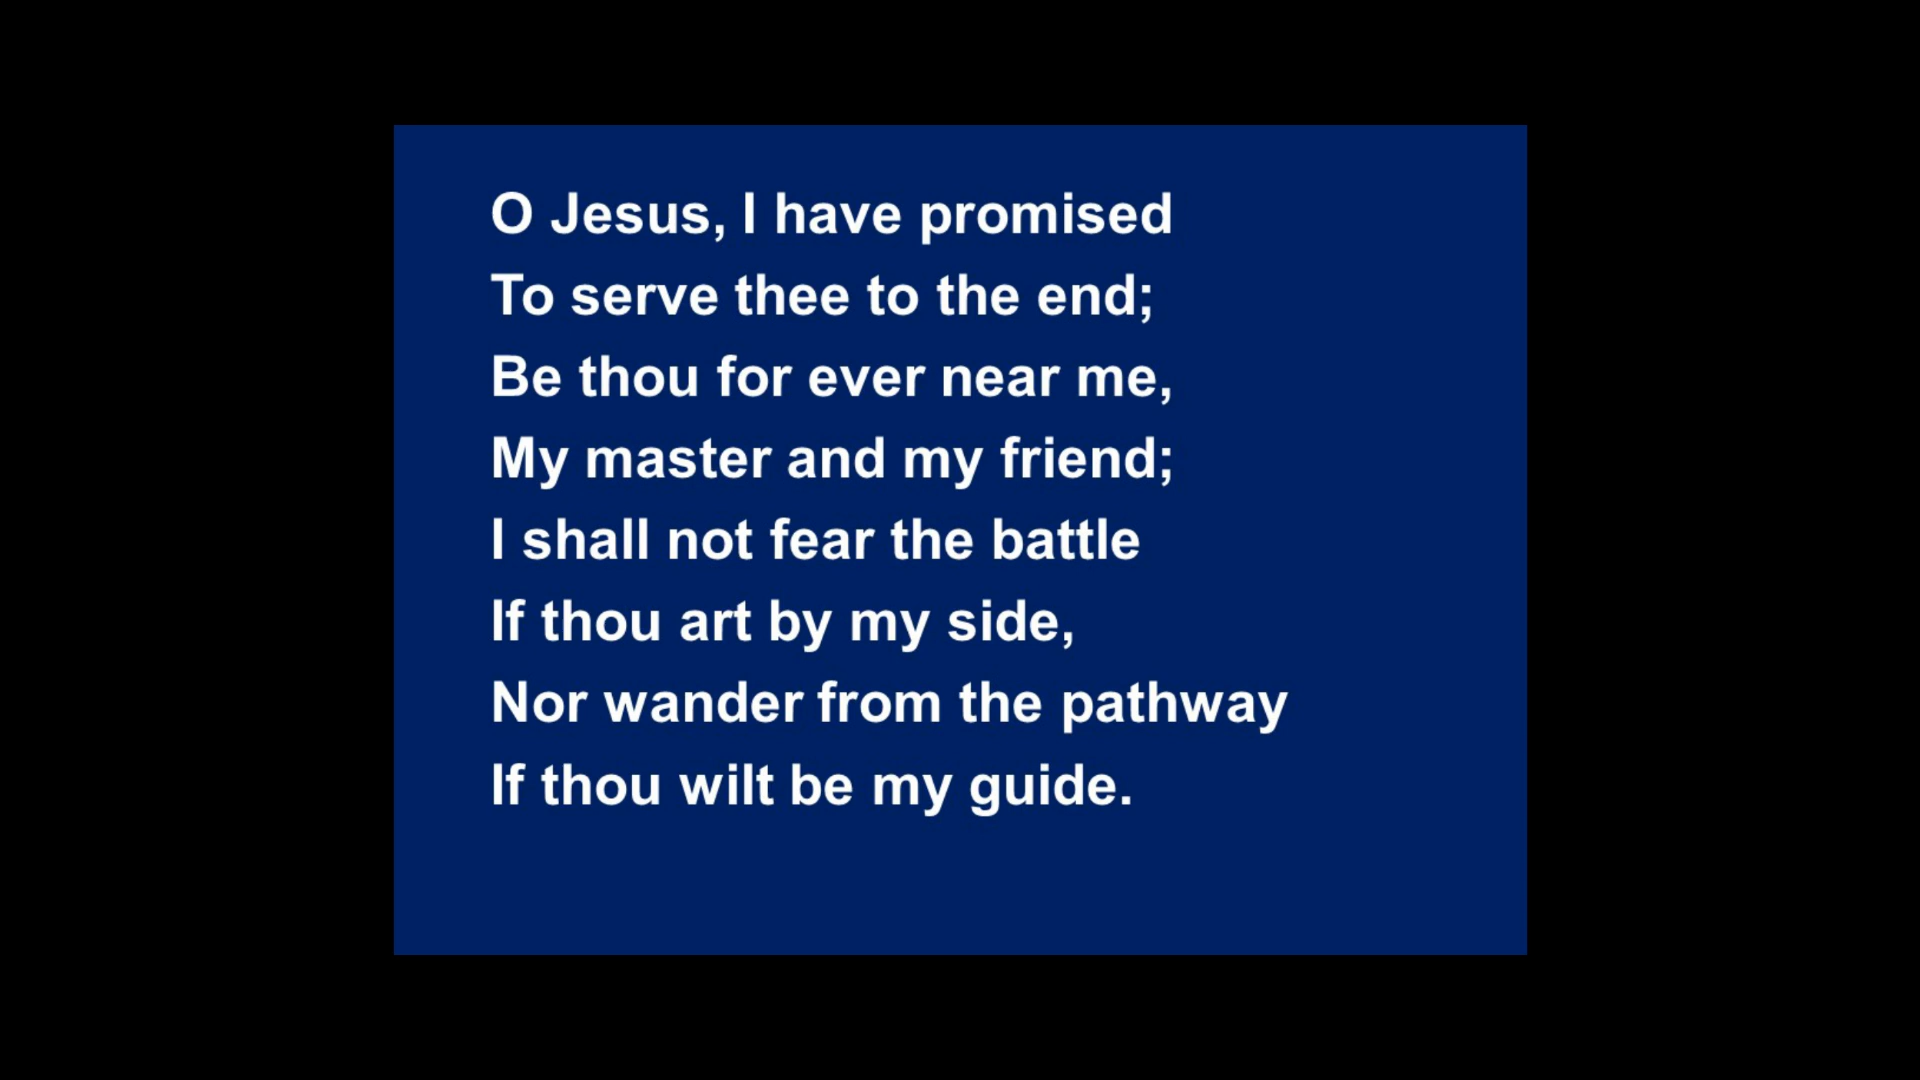 O Jesus, I have promised
To serve thee to the end;
Be thou for ever near me,
My master and my friend;
I shall not fear the battle
If thou art by my side,
Nor wander from the pathway
If thou wilt be my guide.